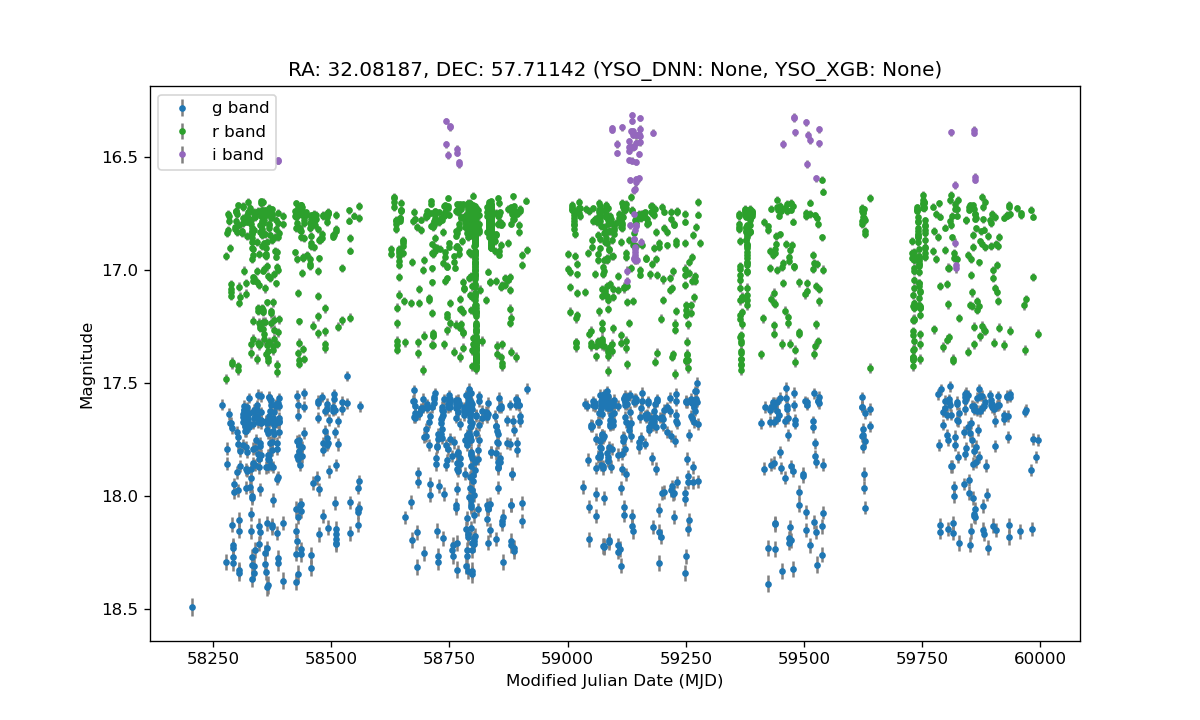 RA: 32.08187, DEC: 57.71142 (YSO_DNN: None, YSO_XGB: None)
g band
r band
i band
16.5
17.0
17.5
18.0
18.5
Magnitude
58250 58500 58750 59000 59250 59500 59750 60000
Modified Julian Date (MJD)